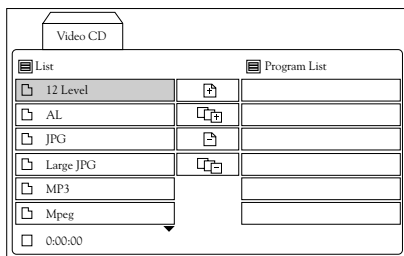 Video CD
List
Program List
12 Level
AL
JPG
Large JPG
MP3
Mpeg
0:00:00